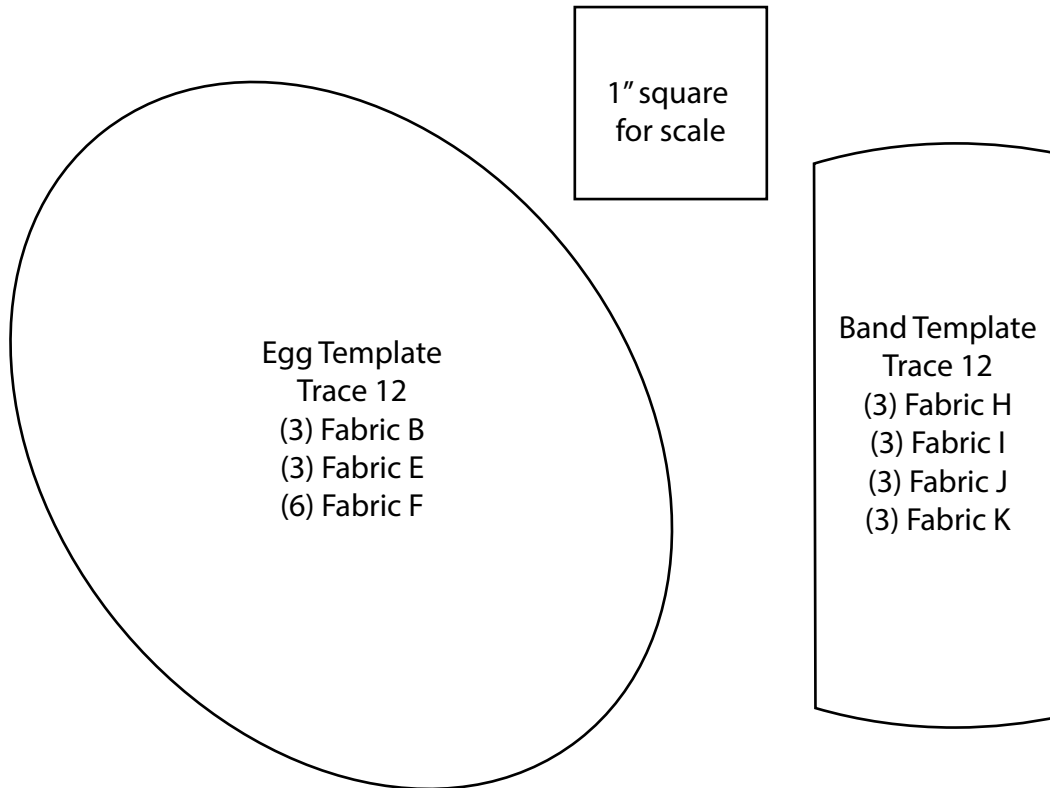 1” square
for scale
Egg Template
Trace 12
(3) Fabric B
(3) Fabric E
(6) Fabric F
Band Template
Trace 12
(3) Fabric H
(3) Fabric I
(3) Fabric J
(3) Fabric K